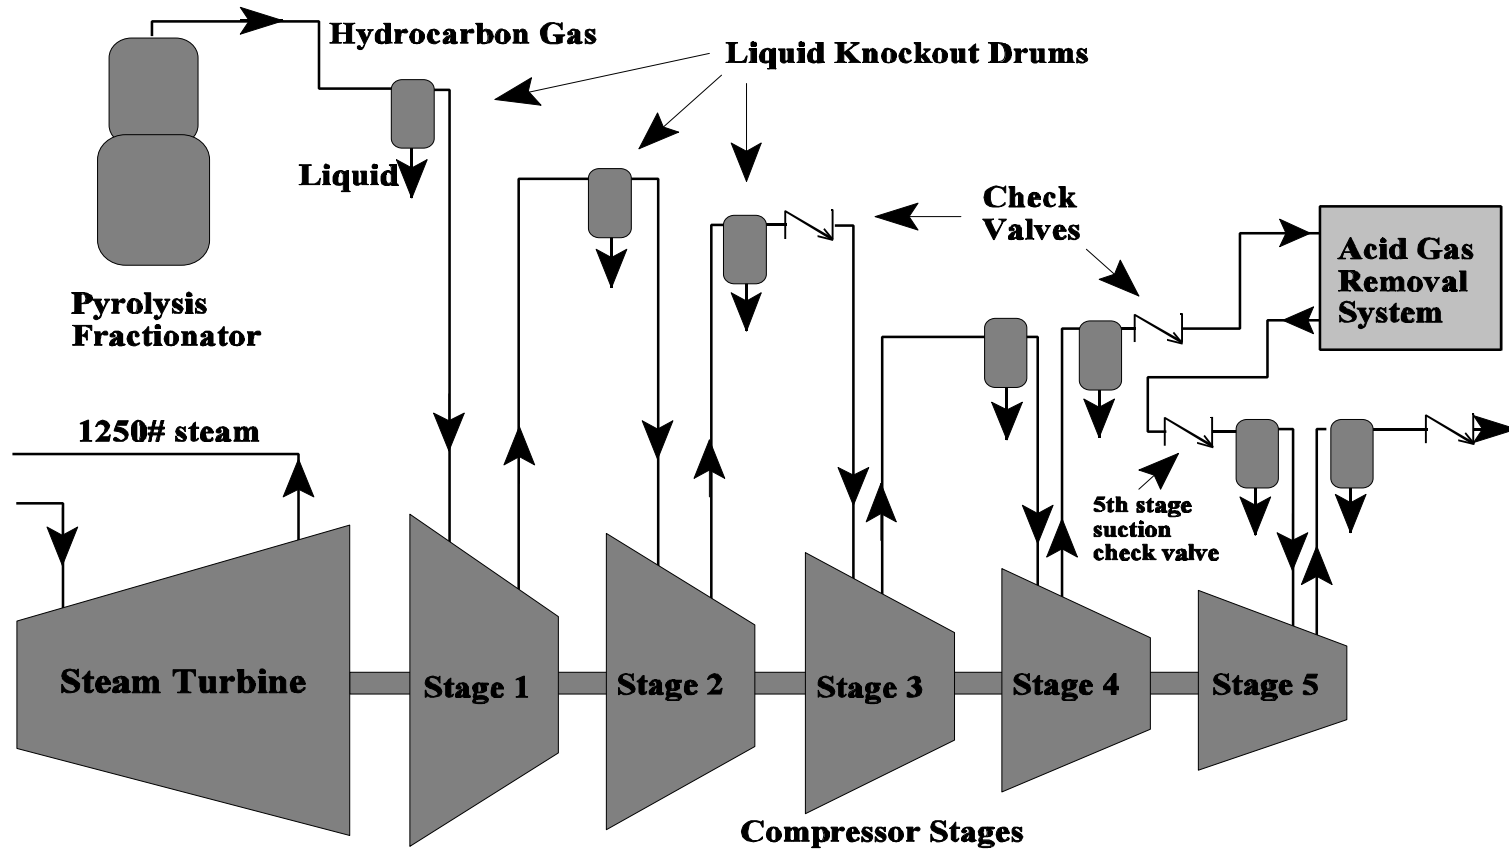 Hydrocarbon Gas
Liquid Knockout Drums
Liquid
Check
Valves
Acid Gas
Removal
System
Pyrolysis
Fractionator
1250# steam
5th stage
suction
check valve
Steam Turbine
Stage 1
Stage 2
Stage 3
Stage 4
Stage 5
Compressor Stages